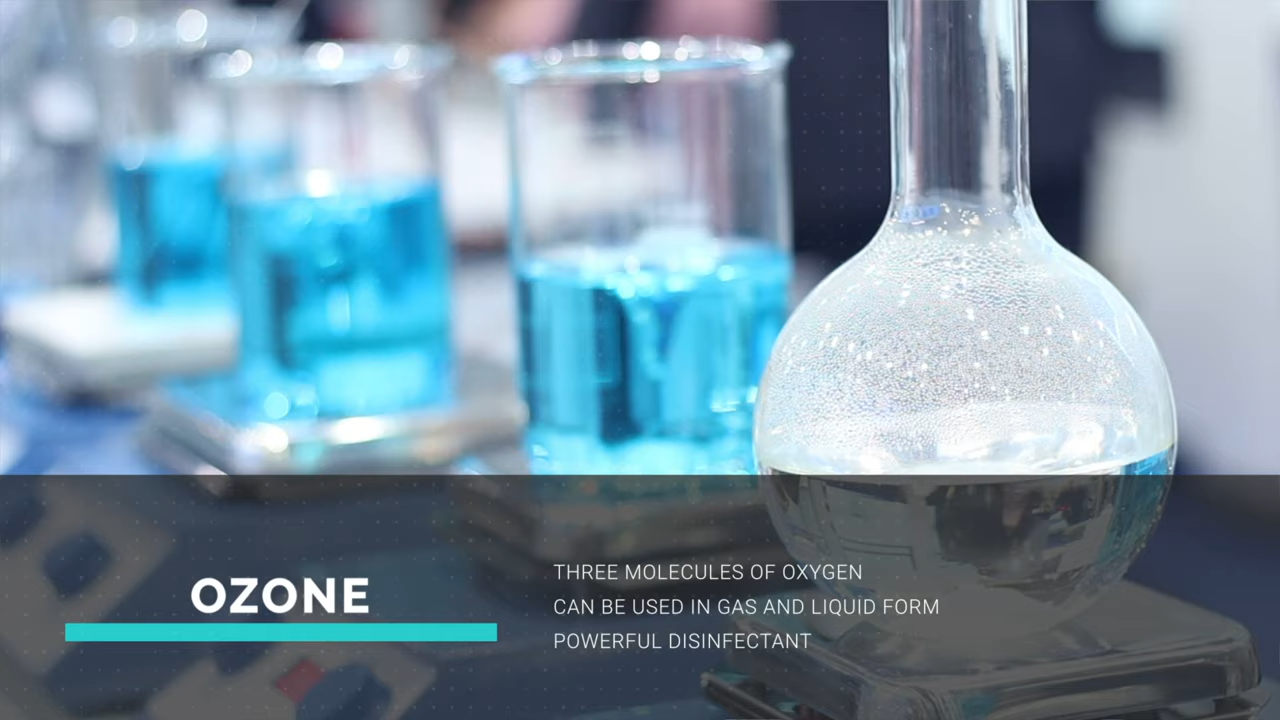 OZONE
THREE MOLECULES OF OXYGEN
CAN BE USED IN GAS AND LIQUID FORM
POWERFUL DISINFECTANT